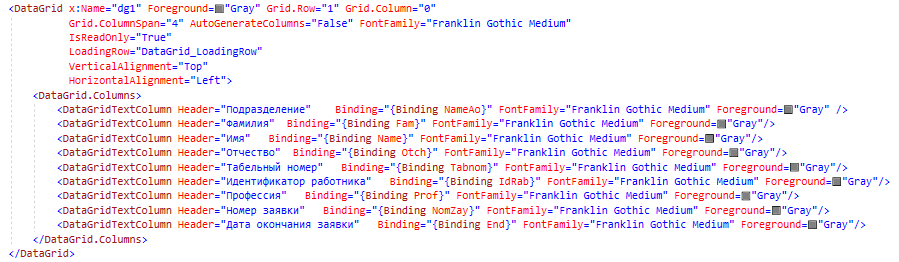 <DataGrid x:Name="dg1" Foreground="Gray" Grid.Row="1" Grid.Column="0"
Grid.ColumnSpan="4" AutoGenerateColumns="False" FontFamily="Franklin Gothic Medium"
IsReadOnly="True"
LoadingRow="DataGrid_LoadingRow"
VerticalAlignment="Top"
HorizontalAlignment="Left">
<DataGrid.Columns>
<DataGridTextColumn Header="Подразделение" Binding="{Binding NameAo}" FontFamily="Franklin Gothic Medium" Foreground="Gray" />
<DataGridTextColumn Header="Фамилия" Binding="{Binding Fam}" FontFamily="Franklin Gothic Medium" Foreground="Gray"/>
<DataGridTextColumn Header="Имя" Binding="{Binding Name}" FontFamily="Franklin Gothic Medium" Foreground="Gray"/>
<DataGridTextColumn Header="Отчество" Binding="{Binding Otch}" FontFamily="Franklin Gothic Medium" Foreground="Gray"/>
<DataGridTextColumn Header="Табельный номер" Binding="{Binding Tabnom}" FontFamily="Franklin Gothic Medium" Foreground="Gray"/>
<DataGridTextColumn Header="Идентификатор работника" Binding="{Binding IdRab}" FontFamily="Franklin Gothic Medium" Foreground="Gray"/>
<DataGridTextColumn Header="Профессия" Binding="{Binding Prof}" FontFamily="Franklin Gothic Medium" Foreground="Gray"/>
<DataGridTextColumn Header="Номер заявки" Binding="{Binding NomZay}" FontFamily="Franklin Gothic Medium" Foreground="Gray"/>
<DataGridTextColumn Header="Дата окончания заявки" Binding="{Binding End}" FontFamily="Franklin Gothic Medium" Foreground="Gray"/>
</DataGrid.Columns>
</DataGrid>